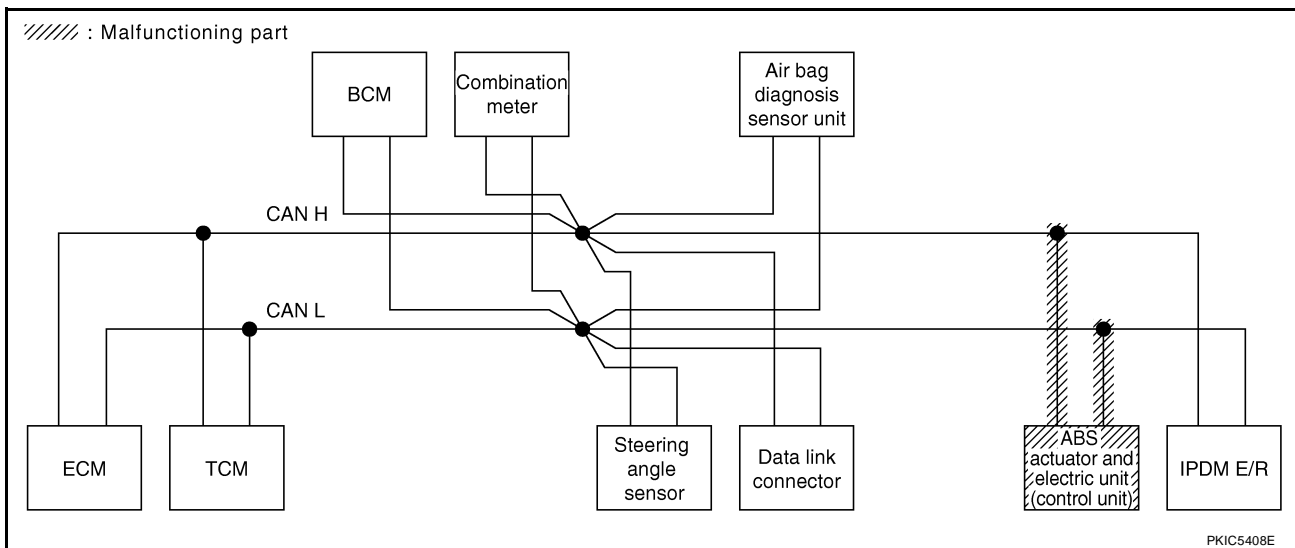 : Malfunctioning part
BCM
Combination
meter
Air bag
diagnosis
sensor unit
CAN H
CAN L
ECM
TCM
Steering
angle
sensor
Data link
connector
ABS
actuator and
electric unit
(control unit)
IPDM E/R
PKIC5408E